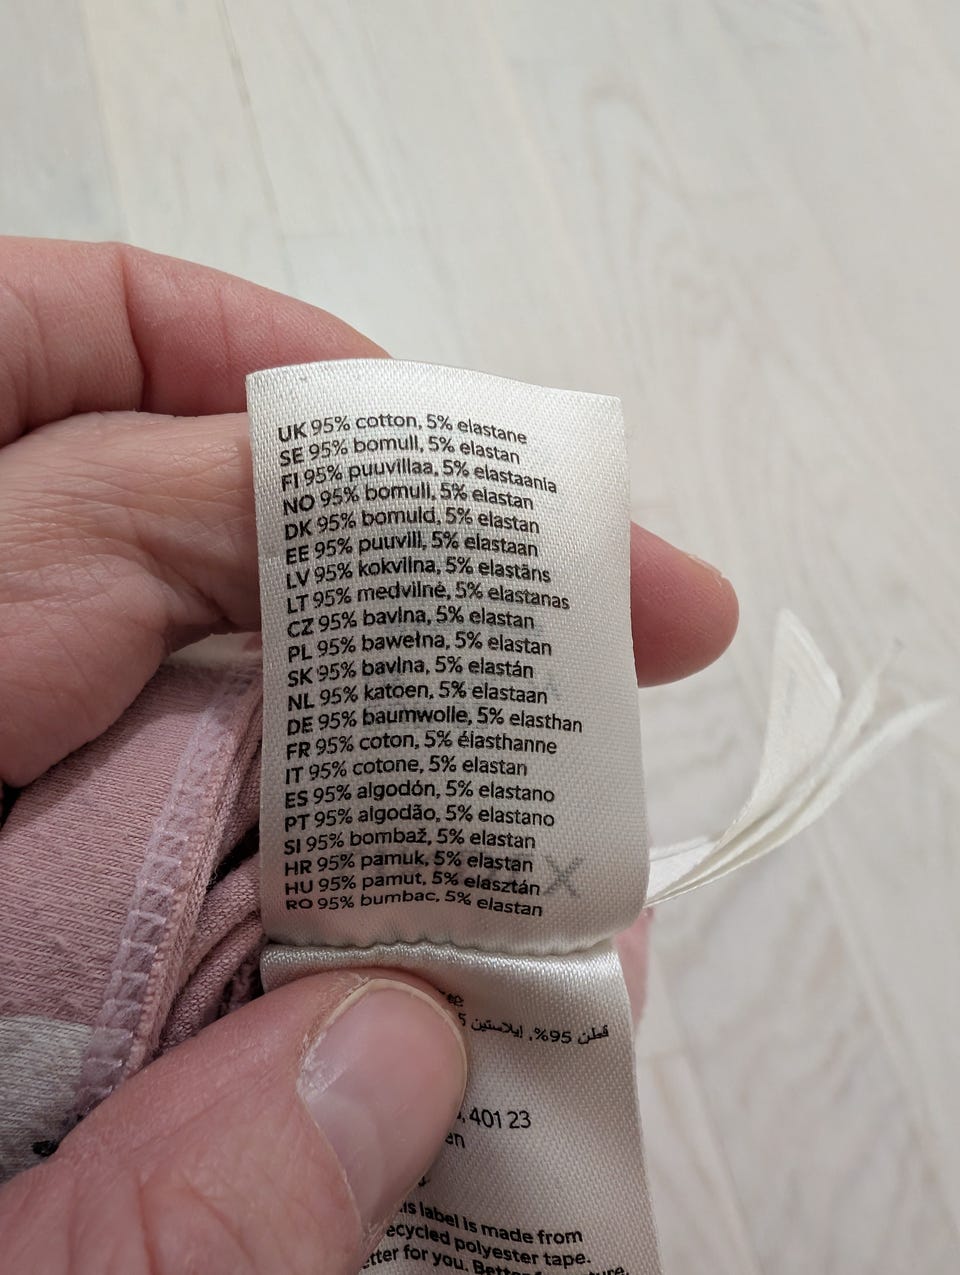 UK 95% cotton, 5% elastane
SE 95% bomull, 5% elastan
FI 95% puuvillaa, 5% elastaania
NO 95% bomull, 5% elastan
DK 95% bomuld, 5% elastan
EE 95% puuvill, 5% elastaan
LV 95% kokvilna, 5% elastāns
LT 95% medvilnė, 5% elastanas
CZ 95% bavlna, 5% elastan
PL 95% bawełna, 5% elastan
SK 95% bavlna, 5% elastán
NL 95% katoen, 5% elastaan
DE 95% baumwolle, 5% elasthan
FR 95% coton, 5% élasthanne
IT 95% cotone, 5% elastan
ES 95% algodón, 5% elastano
PT 95% algodão, 5% elastano
SI 95% bombaž, 5% elastan
HR 95% pamuk, 5% elastan
HU 95% pamut, 5% elasztán
RO 95% bumbac, 5% elastan
قطن 95%, إيلاستين 5
401 23
label is made from
recycled polyester tape.
for you. Better